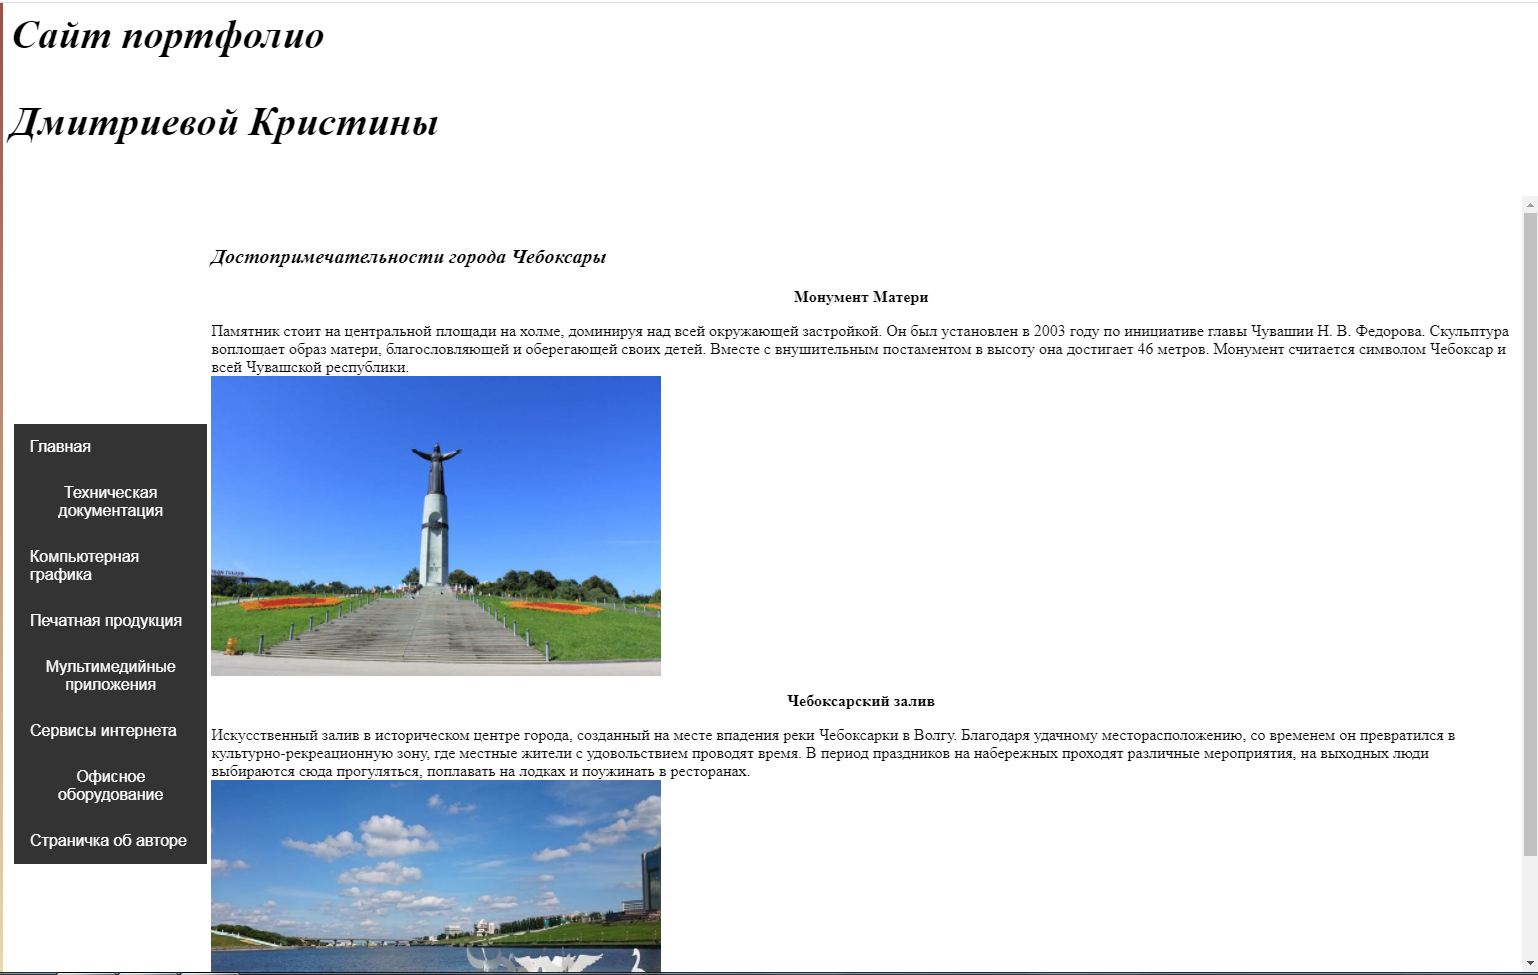 Сайт портфолио
Дмитриевой Кристины
Достопримечательности города Чебоксары
Монумент Матери
Памятник стоит на центральной площади на холме, доминируя над всей окружающей застройкой. Он был установлен в 2003 году по инициативе главы Чувашии Н. В. Федорова. Скульптура
воплощает образ матери, благословляющей и оберегающей своих детей. Вместе с внушительным постаментом в высоту она достигает 46 метров. Монумент считается символом Чебоксар и
всей Чувашской республики.
Главная
Техническая
документация
Компьютерная
графика
Печатная продукция
Мультимедийные
приложения
Сервисы интернета
Офисное
оборудование
Страничка об авторе
Чебоксарский залив
Искусственный залив в историческом центре города, созданный на месте впадения реки Чебоксарки в Волгу. Благодаря удачному месторасположению, со временем он превратился в
культурно-рекреационную зону, где местные жители с удовольствием проводят время. В период праздников на набережных проходят различные мероприятия, на выходных люди
выбираются сюда прогуляться, поплавать на лодках и поужинать в ресторанах.